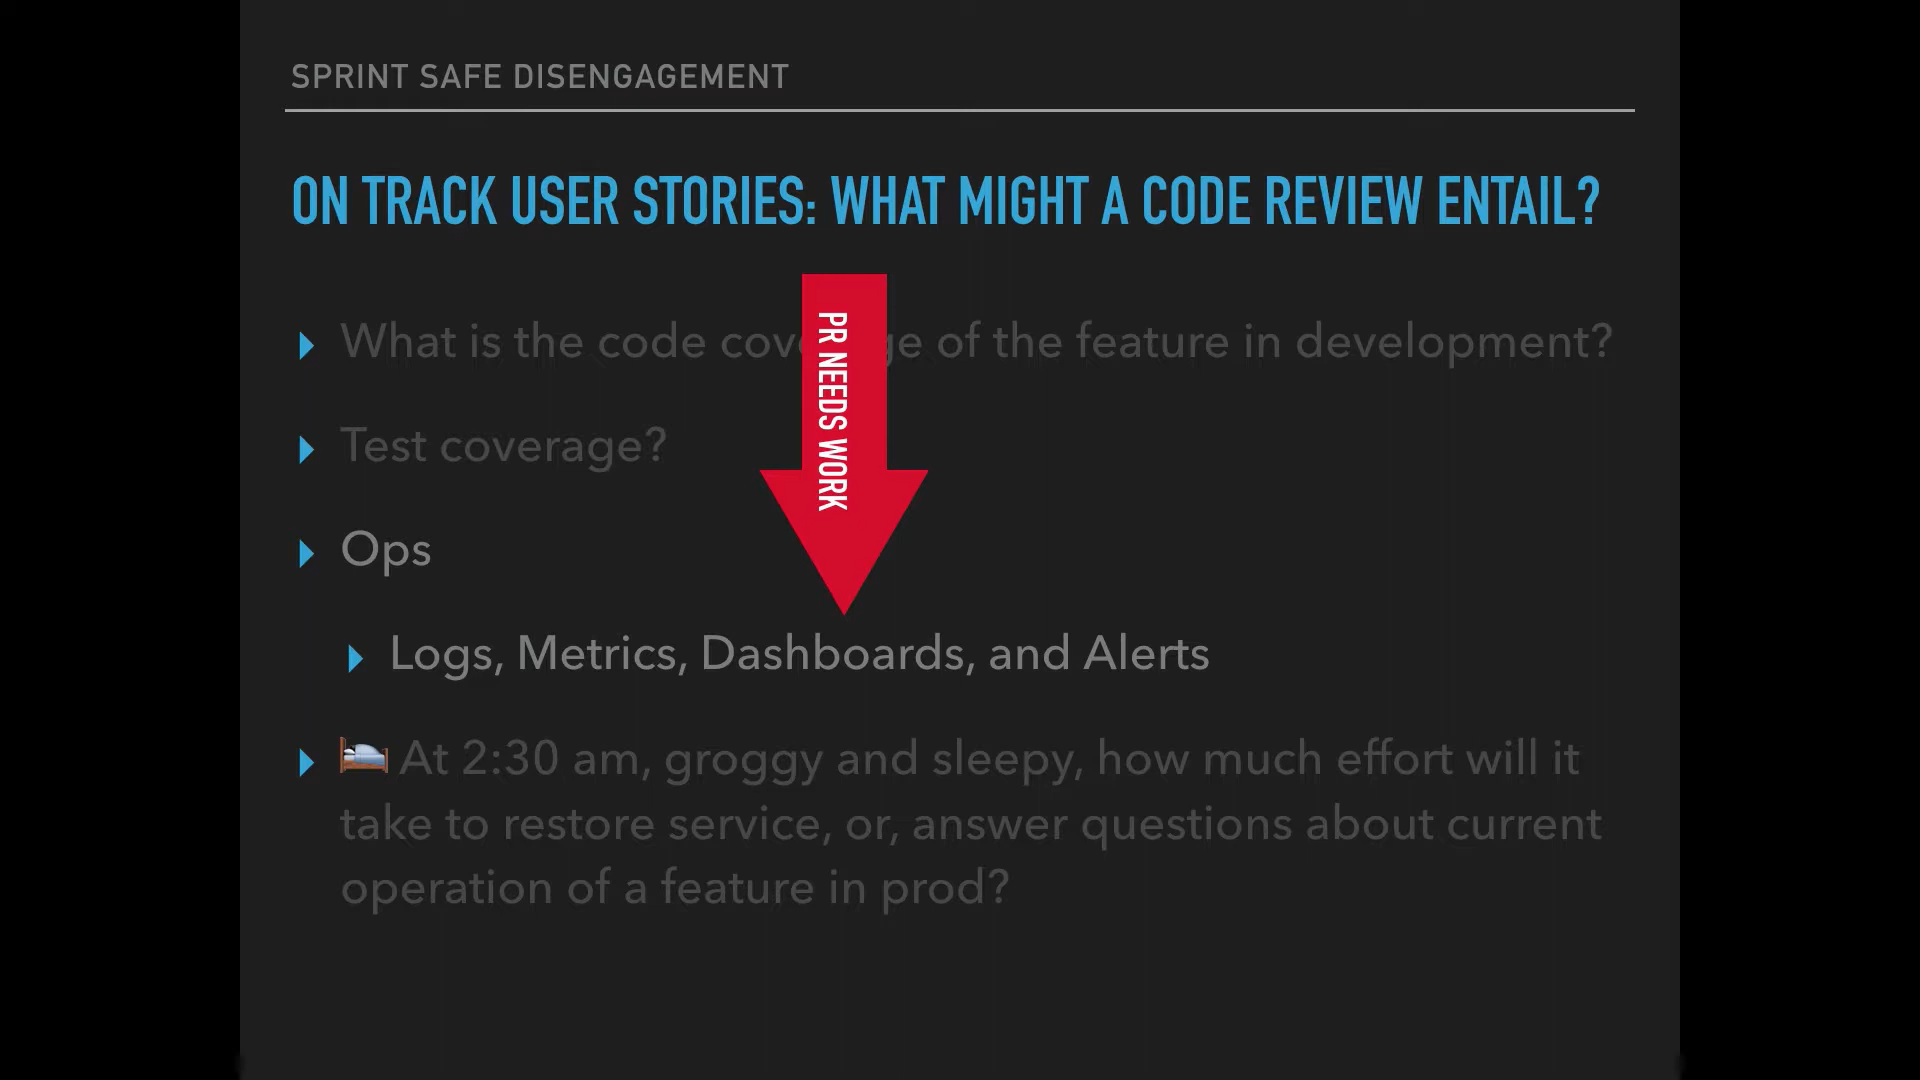 SPRINT SAFE DISENGAGEMENT
ON TRACK USER STORIES: WHAT MIGHT A CODE REVIEW ENTAIL?
What is the code cov ge of the feature in development?
PR NEEDS WORK
Test coverage?
Ops
Logs, Metrics, Dashboards, and Alerts
At 2:30 am, groggy and sleepy, how much effort will it
take to restore service, or, answer questions about current
operation of a feature in prod?